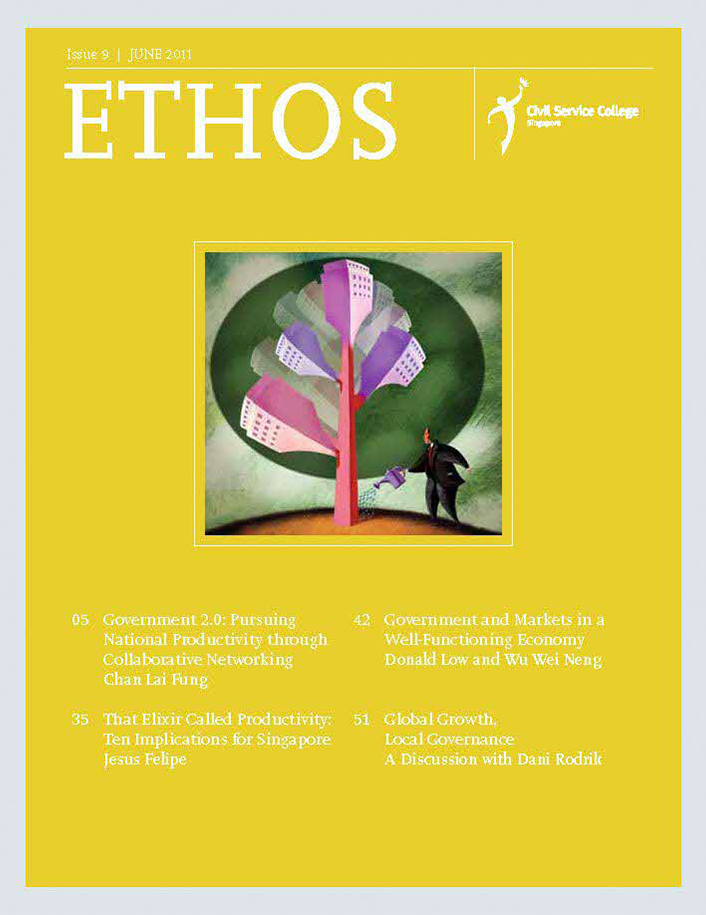 Issue 9 | JUNE 2011
ETHOS
Civil Service College
Singapore
05 Government 2.0: Pursuing
National Productivity through
Collaborative Networking
Chan Lai Fung
35 That Elixir Called Productivity:
Ten Implications for Singapore
Jesus Felipe
42 Government and Markets in a
Well-Functioning Economy
Donald Low and Wu Wei Neng
51 Global Growth,
Local Governance
A Discussion with Dani Rodrik